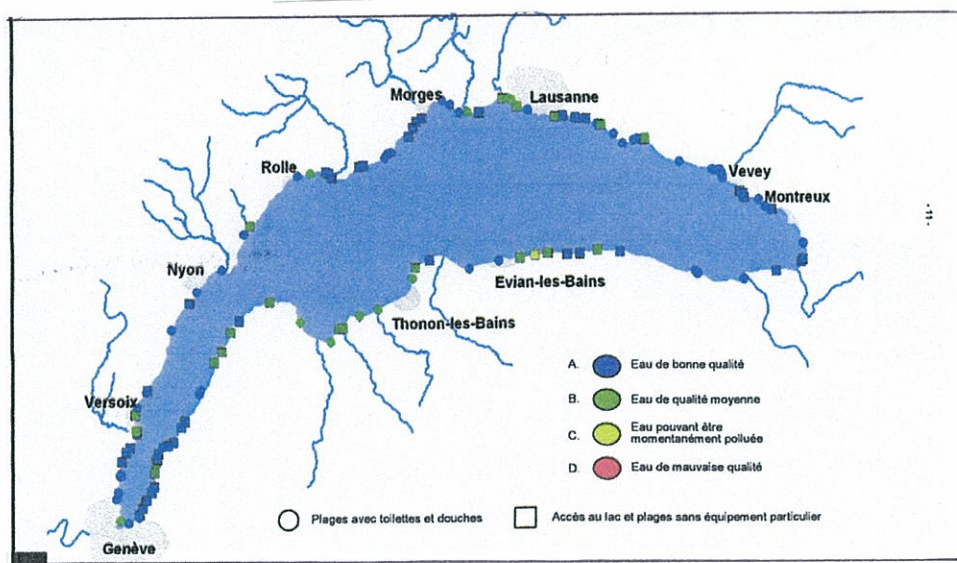 Morges
Lausanne
Rolle
Vevey
Montreux
Nyon
Evian-les-Bains
Thonon-les-Bains
Versoix
Genève
A. Eau de bonne qualité
B. Eau de qualité moyenne
C. Eau pouvant être
momentanément polluée
D. Eau de mauvaise qualité
Plages avec toilettes et douches
Accès au lac et plages sans équipement particulier